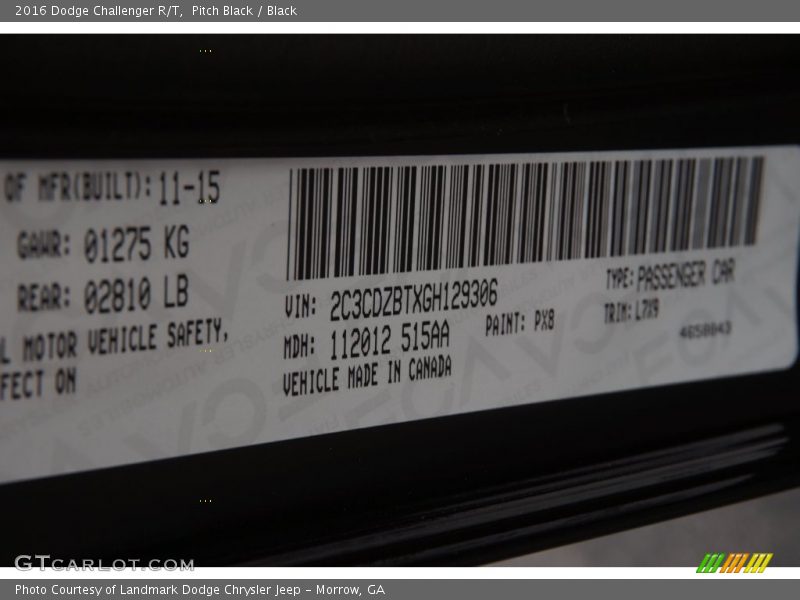 2016 Dodge Challenger R/T, Pitch Black / Black
OF MFR(BUILT): 11-15
GAWR: 01275 KG
REAR: 02810 LB
L MOTOR VEHICLE SAFETY,
FFECT ON
VIN: 2C3CDZBTXGH129306
TYPE: PASSENGER CAR
MDH: 112012 515AA
PAINT: PX8
TRIM: L7X9
4658043
VEHICLE MADE IN CANADA
GTCARLOT.COM
Photo Courtesy of Landmark Dodge Chrysler Jeep – Morrow, GA